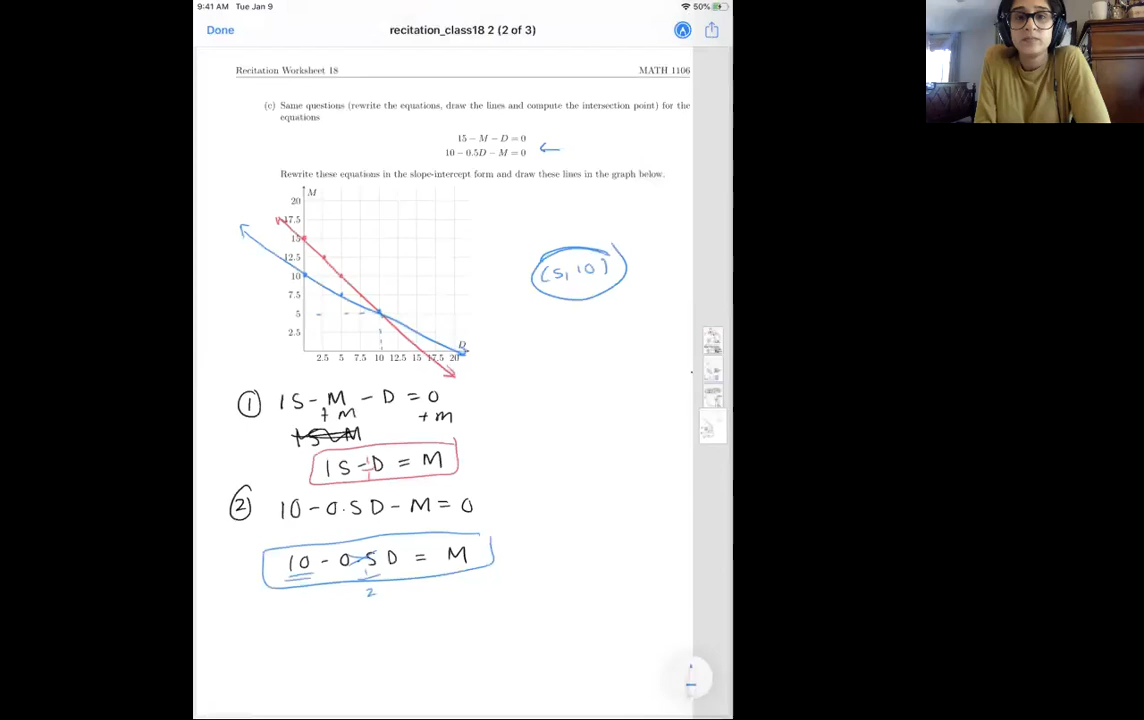 9:41 AM Tue Jan 9
50%
Done
recitation_class18 2 (2 of 3)
Recitation Worksheet 18
MATH 1106
(c) Same questions (rewrite the equations, draw the lines and compute the intersection point) for the
equations
15 − M − D = 0
10 − 0.5D − M = 0 ←
Rewrite these equations in the slope-intercept form and draw these lines in the graph below.
M
20
17.5
15
12.5
10
7.5
5
2.5
D
2.5 5 7.5 10 12.5 15 17.5 20
(5, 10)
① 15 - M - D = 0
+ M + m
15 - D = M
② 10 - 0.5 D - M = 0
10 - 0.5 D = M
1
2